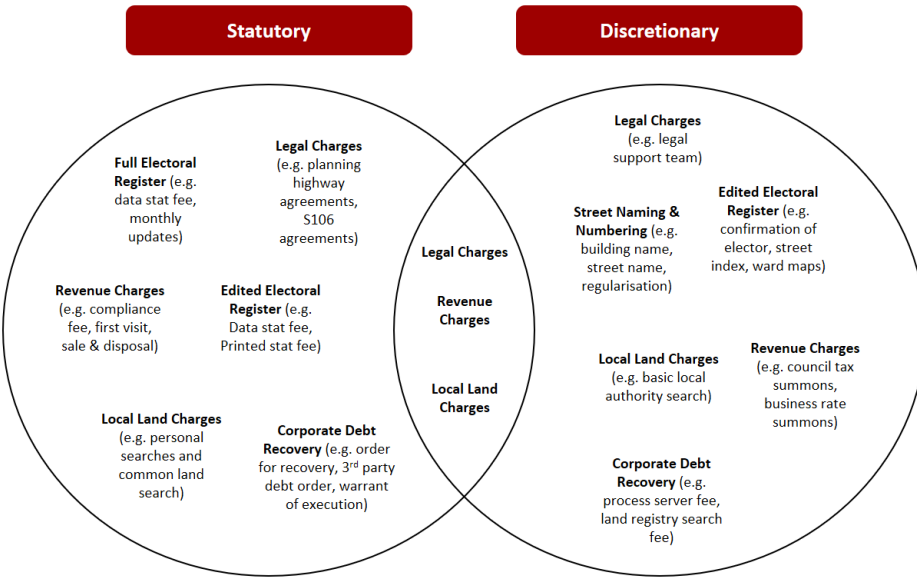 Statutory
Discretionary
Full Electoral
Register (e.g.
data stat fee,
monthly
updates)
Legal Charges
(e.g. planning
highway
agreements,
S106
agreements)
Revenue Charges
(e.g. compliance
fee, first visit,
sale & disposal)
Edited Electoral
Register (e.g.
Data stat fee,
Printed stat fee)
Local Land Charges
(e.g. personal
searches and
common land
search)
Corporate Debt
Recovery (e.g. order
for recovery, 3rd party
debt order, warrant
of execution)
Legal Charges
Revenue
Charges
Local Land
Charges
Legal Charges
(e.g. legal
support team)
Street Naming &
Numbering (e.g.
building name,
street name,
regularisation)
Edited Electoral
Register (e.g.
confirmation of
elector, street
index, ward maps)
Local Land Charges
(e.g. basic local
authority search)
Revenue Charges
(e.g. council tax
summons,
business rate
summons)
Corporate Debt
Recovery (e.g.
process server fee,
land registry search
fee)